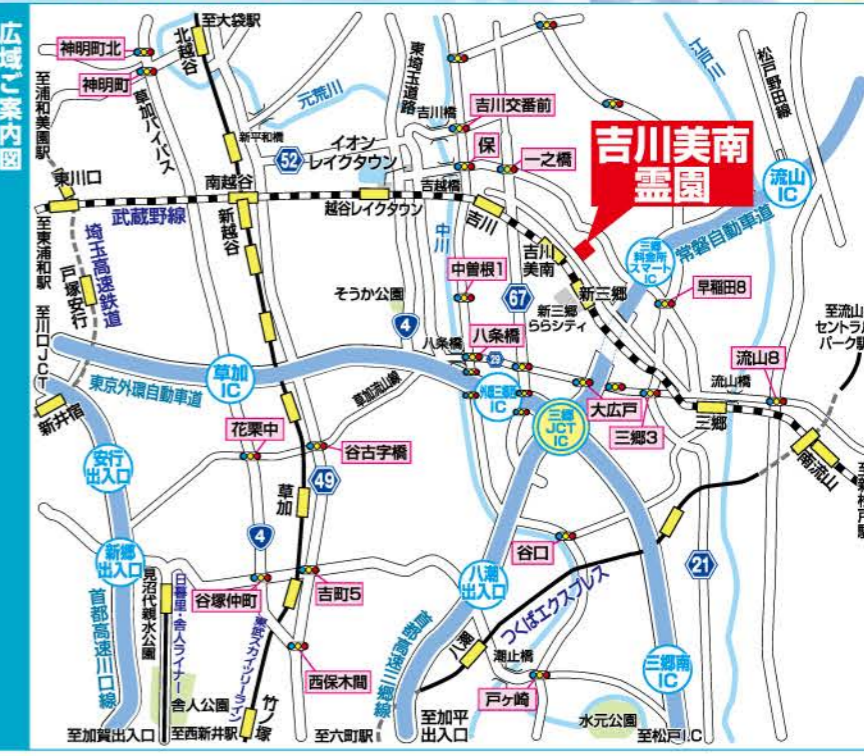 広域ご案内図
至大袋駅
神明町北
北越谷
神明町
至浦和美園駅
草加バイパス
元荒川
東埼玉道路
吉川橋
吉川交番前
江戸川
松戸野田線
新平和橋
52
イオン
レイクタウン
保
一之橋
吉川美南
霊園
流山
IC
東川口
南越谷
吉越橋
武蔵野線
新越谷
越谷レイクタウン
吉川
常磐自動車道
至東浦和駅
埼玉高速鉄道
戸塚安行
中川
中曽根1
吉川
美南
三郷
料金所
スマート
IC
そうか公園
67
新三郷
早稲田8
新三郷
ららシティ
至川口JCT
4
八条橋
八条橋
29
至流山
セントラル
パーク駅
東京外環自動車道
草加
IC
草加流山線
外環三郷西
IC
流山8
流山橋
新井宿
大広戸
三郷
JCT
IC
三郷3
三郷
花栗中
谷古宇橋
南流山
安行
出入口
49
草加
4
新郷
出入口
谷口
21
見沼代親水公園
日暮里・舎人ライナー
谷塚仲町
吉町5
八潮
出入口
つくばエクスプレス
首都高速川口線
東武スカイツリーライン
首都高速三郷線
八潮
潮止橋
三郷南
IC
西保木間
戸ヶ崎
舎人公園
竹ノ塚
水元公園
至加賀出入口
至西新井駅
至六町駅
至加平
出入口
至松戸I.C